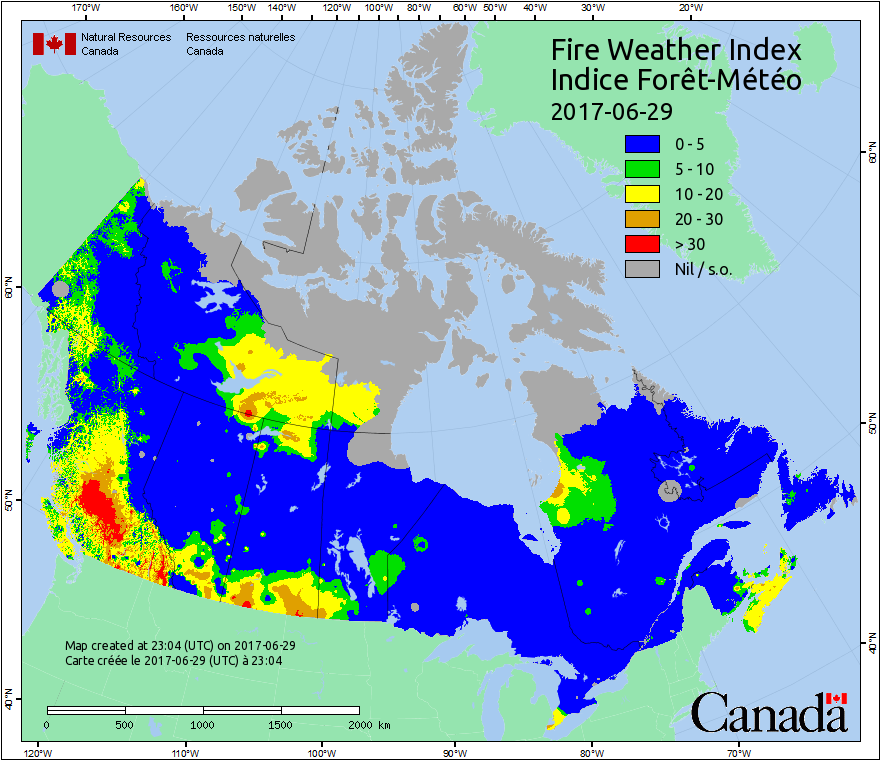 170°W 160°W 150°W 140°W 120°W 100°W 80°W 60°W 50°W 40°W 30°W 20°W
Natural Resources Ressources naturelles
Canada Canada
Fire Weather Index
Indice Forêt-Météo
2017-06-29
0 - 5
5 - 10
10 - 20
20 - 30
> 30
Nil / s.o.
60°N
60°N
50°N
50°N
40°N
40°N
Map created at 23:04 (UTC) on 2017-06-29
Carte créée le 2017-06-29 (UTC) à 23:04
0 500 1000 1500 2000 km
Canada
120°W 110°W 100°W 90°W 80°W 70°W